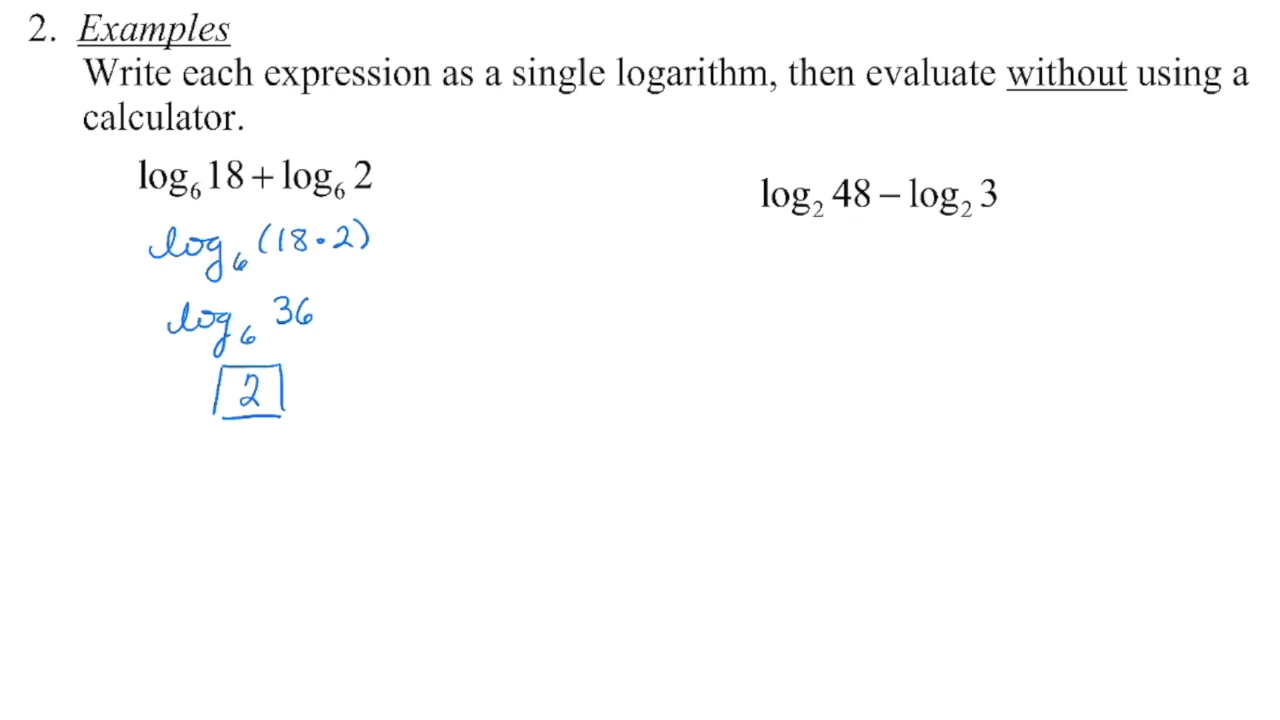 2. Examples
Write each expression as a single logarithm, then evaluate without using a
calculator.
log₆ 18 + log₆ 2
log₆ (18 · 2)
log₆ 36
2
log₂ 48 – log₂ 3